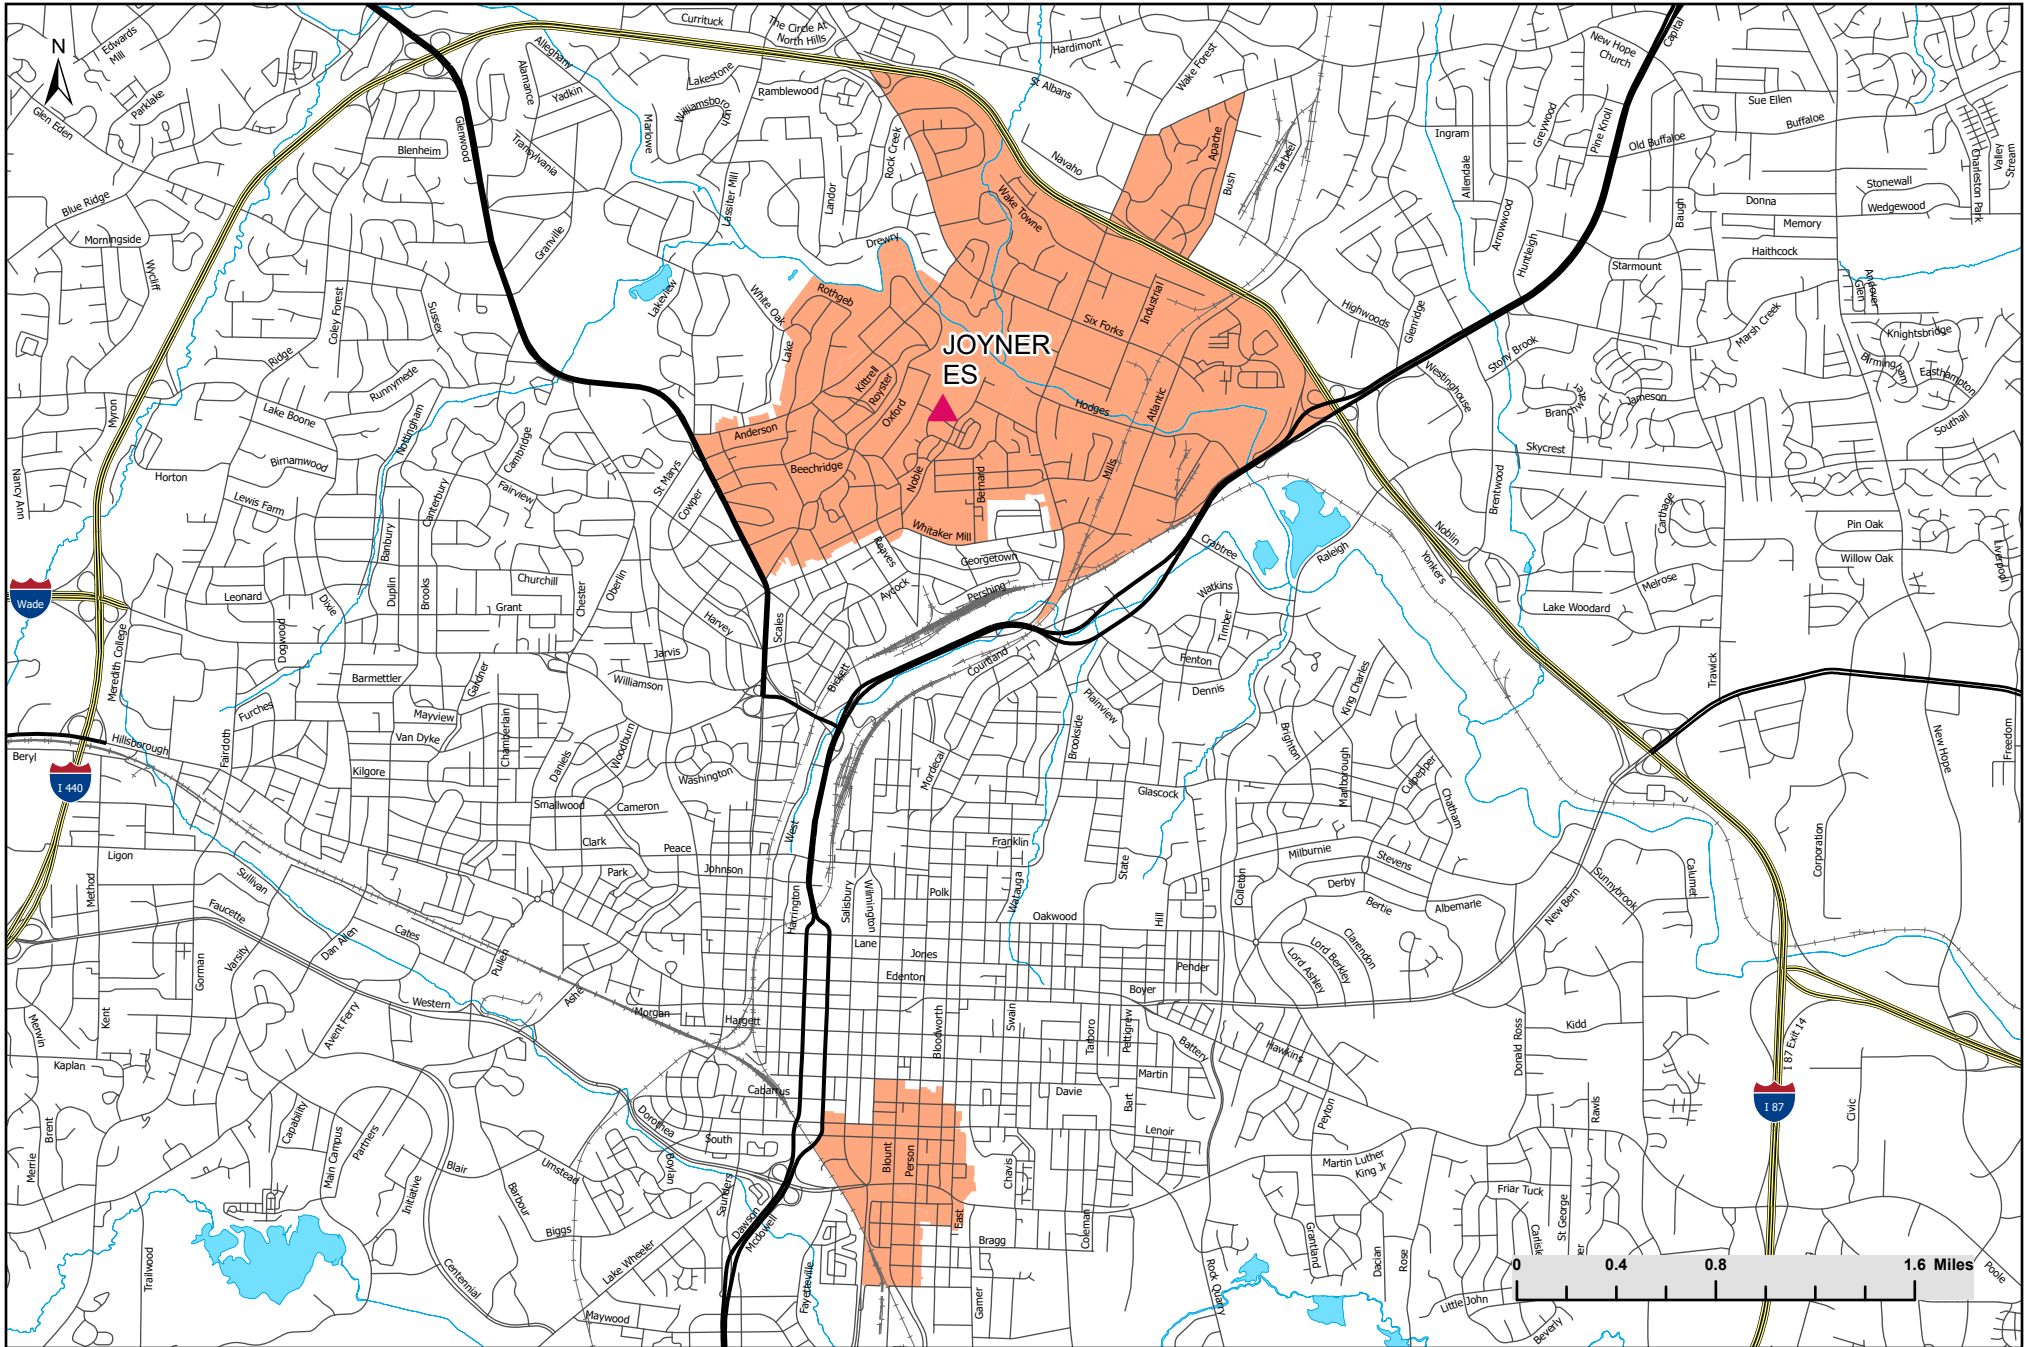 N
Edwards
Mill
Parklake
Glen Eden
Currituck
The Circle At
North Hills
Alleghany
Alamance
Yadkin
Lakestone
Ramblewood
Williamsborough
Hardimont
St Albans
Wake Forest
Capital
New Hope
Church
Sue Ellen
Buffaloe
Old Buffaloe
Pine Knoll
Greywood
Ingram
Allendale
Glenwood
Blenheim
Transylvania
Marlowe
Lassiter Mill
Landor
Rock Creek
Navaho
Apache
Bush
Tarheel
Wake Towne
Blue Ridge
Morningside
Wycliff
Granville
Drewry
Arrowwood
Huntleigh
Baugh
Donna
Stonewall
Wedgewood
Memory
Haithcock
Charleston Park
Valley
Stream
Starmount
Andover
Glen
Coley Forest
Sussex
Lakeview
White Oak
Rothgeb
Lake
Six Forks
Industrial
Highwoods
Glenridge
Marsh Creek
Knightsbridge
Birmingham
Easthampton
Southall
JOYNER
ES
Ridge
Runnymede
Kittrell
Royster
Oxford
Hodges
Atlantic
Westinghouse
Stony Brook
Jameson
Myron
Lake Boone
Nottingham
Cambridge
Anderson
Beechridge
Noble
Bernard
Mills
Skycrest
Brentwood
Nancy Ann
Horton
Birnamwood
Lewis Farm
Canterbury
Fairview
St Marys
Cowper
Whitaker Mill
Georgetown
Reaves
Aycock
Pershing
Crabtree
Raleigh
Noblin
Yonkers
Carthage
Pin Oak
Willow Oak
Liverpool
Melrose
Lake Woodard
Wade
Banbury
Duplin
Brooks
Churchill
Chester
Oberlin
Leonard
Dixie
Dogwood
Grant
Harvey
Scales
Jarvis
Watkins
Timber
Fenton
Dennis
Courtland
Bickett
Meredith College
Barmettler
Gardner
Williamson
Plainview
Brookside
King Charles
Brighton
Trawick
New Hope
Freedom
Furches
Mayview
Van Dyke
Chamberlain
Woodburn
Daniels
Beryl
Hillsborough
Fairdoth
Kilgore
Washington
Mordecai
Glascock
Marlborough
Culpepper
Chatham
I 440
Smallwood
Cameron
Clark
Peace
Johnson
West
Franklin
State
Milburnie
Stevens
Derby
Bertie
Albemarle
New Bern
Sunnybrook
Calumet
Corporation
Ligon
Method
Sullivan
Faucette
Park
Harrington
Salisbury
Wilmington
Polk
Watauga
Oakwood
Hill
Colleton
Lane
Jones
Edenton
Cates
Dan Allen
Varsity
Gorman
Pullen
Pender
Clarendon
Lord Berkley
Lord Ashley
Boyer
Western
Ashe
Morgan
Hargett
Bloodworth
Swain
Tarboro
Pettigrew
Battery
Hawkins
Kidd
Donald Ross
I 87 Exit 14
Merwin
Kent
Avent Ferry
Kaplan
Cabarrus
Martin
Davie
Bart
Peyton
Rawls
I 87
Civic
Brent
Merrie
Capability
Main Campus
Partners
Initiative
Blair
Dorothea
South
Boylan
Umstead
Barbour
Biggs
Saunders
Dawson
Mcdowell
Blount
Person
Lenoir
Chavis
Martin Luther
King Jr
Friar Tuck
St George
Carlisle
East
Bragg
Coleman
Garner
Grantland
Dacian
Rose
Rock Quarry
Trailwood
Centennial
Lake Wheeler
Maywood
Fayetteville
Little John
Beverly
Poole
0
0.4
0.8
1.6 Miles